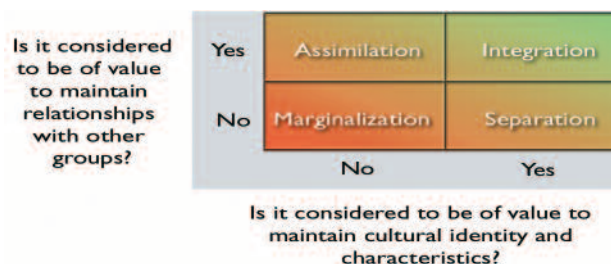 Is it considered
to be of value
to maintain
relationships
with other
groups?
Yes
Assimilation
Integration
No
Marginalization
Separation
No
Yes
Is it considered to be of value to
maintain cultural identity and
characteristics?